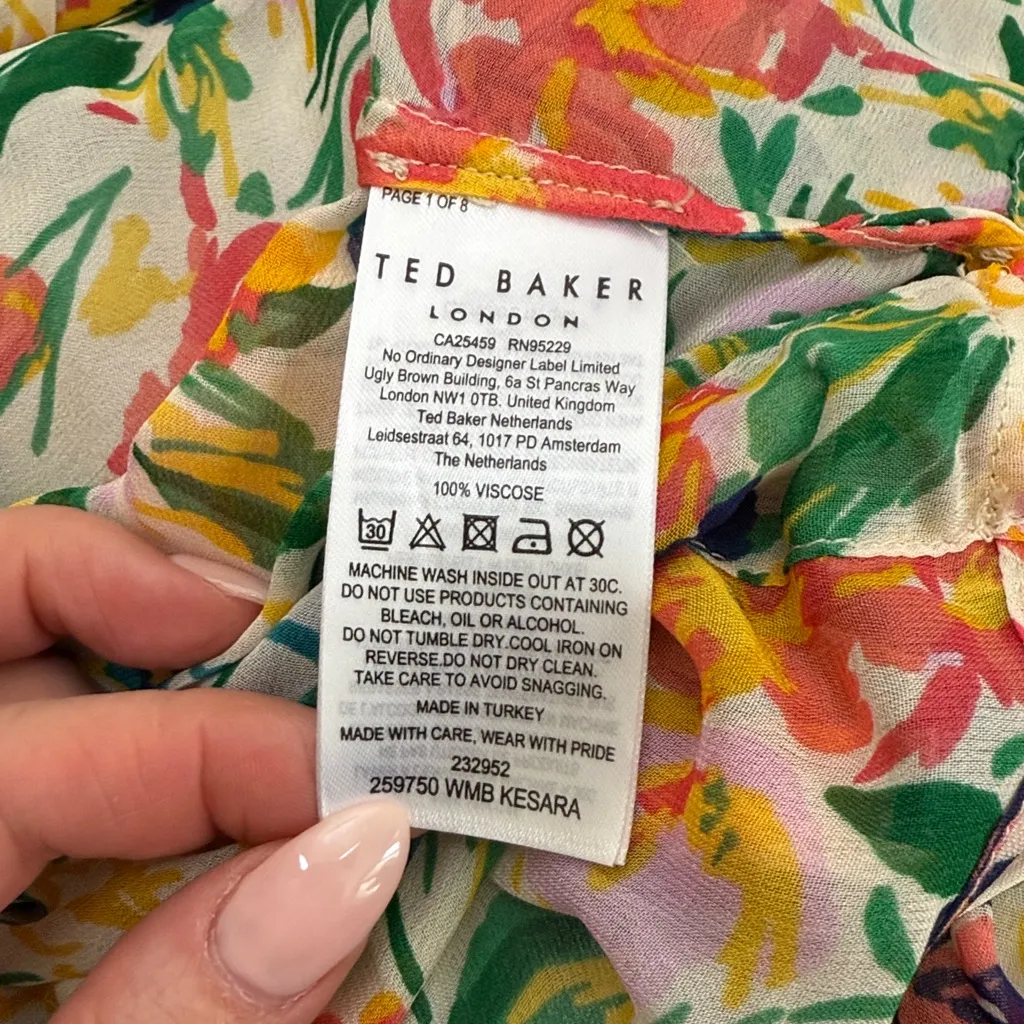 PAGE 1 OF 8
TED BAKER
LONDON
CA25459 RN95229
No Ordinary Designer Label Limited
Ugly Brown Building, 6a St Pancras Way
London NW1 0TB. United Kingdom
Ted Baker Netherlands
Leidsestraat 64, 1017 PD Amsterdam
The Netherlands
100% VISCOSE
30
MACHINE WASH INSIDE OUT AT 30C.
DO NOT USE PRODUCTS CONTAINING
BLEACH, OIL OR ALCOHOL.
DO NOT TUMBLE DRY.COOL IRON ON
REVERSE.DO NOT DRY CLEAN.
TAKE CARE TO AVOID SNAGGING.
MADE IN TURKEY
MADE WITH CARE, WEAR WITH PRIDE
232952
259750 WMB KESARA